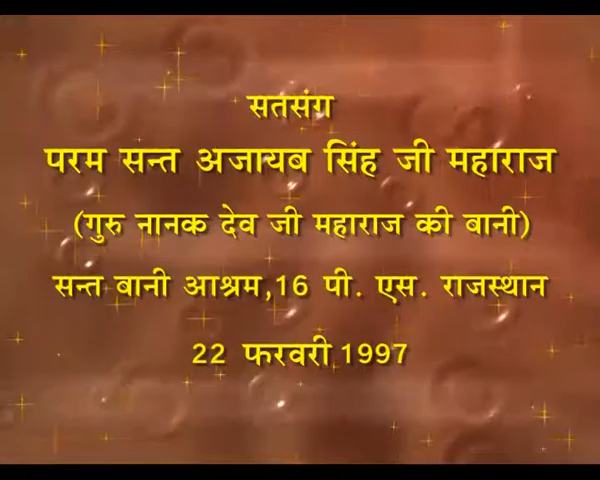 सतसंग
परम सन्त अजायब सिंह जी महाराज
(गुरु नानक देव जी महाराज की बानी)
सन्त बानी आश्रम,16 पी. एस. राजस्थान
22 फरवरी 1997